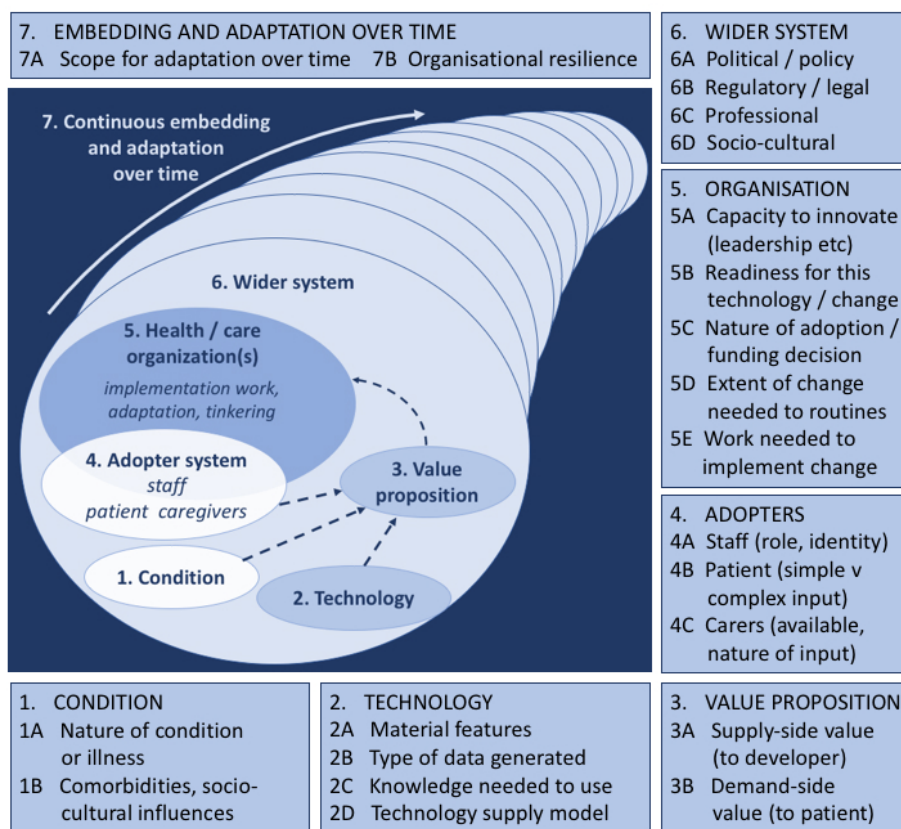 7. EMBEDDING AND ADAPTATION OVER TIME
7A Scope for adaptation over time 7B Organisational resilience
7. Continuous embedding
and adaptation
over time
6. Wider system
5. Health / care
organization(s)
implementation work,
adaptation, tinkering
4. Adopter system
staff
patient caregivers
3. Value
proposition
1. Condition
2. Technology
6. WIDER SYSTEM
6A Political / policy
6B Regulatory / legal
6C Professional
6D Socio-cultural
5. ORGANISATION
5A Capacity to innovate
(leadership etc)
5B Readiness for this
technology / change
5C Nature of adoption /
funding decision
5D Extent of change
needed to routines
5E Work needed to
implement change
4. ADOPTERS
4A Staff (role, identity)
4B Patient (simple v
complex input)
4C Carers (available,
nature of input)
1. CONDITION
1A Nature of condition
or illness
1B Comorbidities, socio-
cultural influences
2. TECHNOLOGY
2A Material features
2B Type of data generated
2C Knowledge needed to use
2D Technology supply model
3. VALUE PROPOSITION
3A Supply-side value
(to developer)
3B Demand-side
value (to patient)